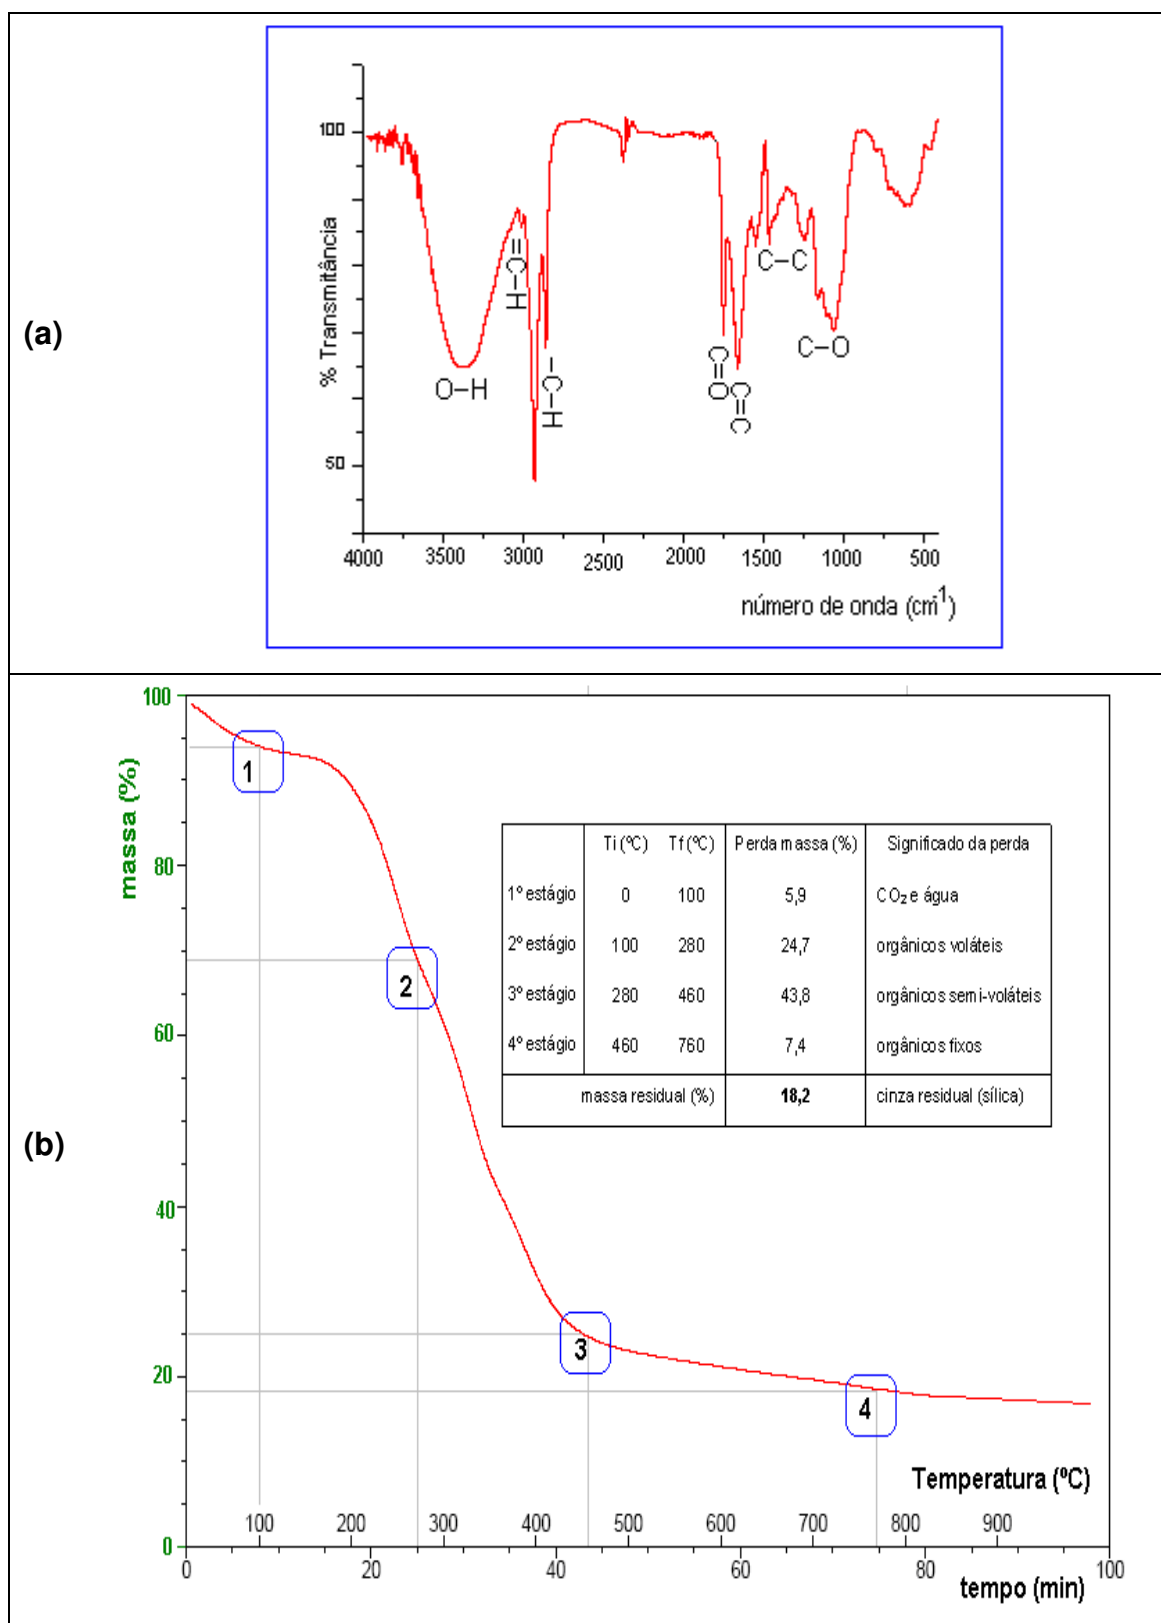 (a)
% Transmitância
100
50
O–H
=C–H
–C–H
C=O
C=C
C–C
C–O
4000 3500 3000 2500 2000 1500 1000 500
número de onda (cm-1)
(b)
massa (%)
100
80
60
40
20
0
1
2
3
4
Ti (ºC) Tf (ºC) Perda massa (%) Significado da perda
1º estágio 0 100 5,9 CO₂ e água
2º estágio 100 280 24,7 orgânicos voláteis
3º estágio 280 460 43,8 orgânicos semi-voláteis
4º estágio 460 760 7,4 orgânicos fixos
massa residual (%) 18,2 cinza residual (sílica)
Temperatura (ºC)
100 200 300 400 500 600 700 800 900
0 20 40 60 80 100
tempo (min)